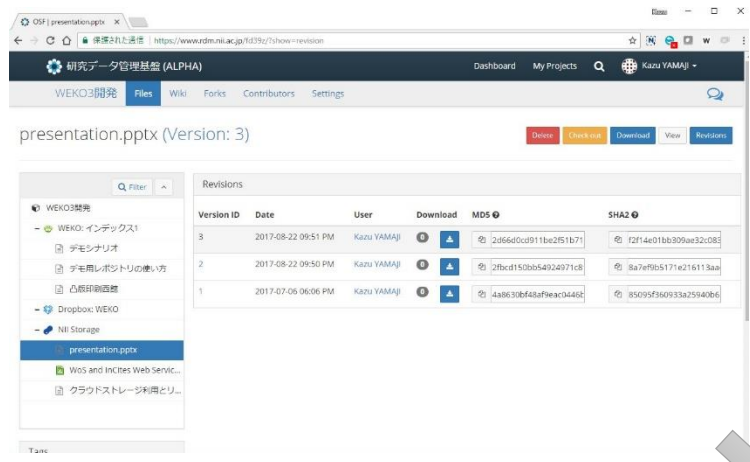 OSF | presentation.pptx
保護された通信 | https://www.rdm.nii.ac.jp/fd39z/?show=revision
研究データ管理基盤 (ALPHA)
Dashboard My Projects Kazu YAMAJI
WEKO3開発 Files Wiki Forks Contributors Settings
presentation.pptx (Version: 3)
Delete Check out Download View Revisions
Filter
WEKO3開発
WEKO: インデックス1
デモシナリオ
デモ用レポジトリの使い方
凸版印刷函館
Dropbox: WEKO
NII Storage
presentation.pptx
WoS and InCites Web Servic...
クラウドストレージ利用とリ...
Tags
Revisions
Version ID Date User Download MD5 SHA2
3 2017-08-22 09:51 PM Kazu YAMAJI 0 2d66d0cd911be2f51b71 f2f14e01bb309ae32c083
2 2017-08-22 09:50 PM Kazu YAMAJI 0 2fbcd150bb54924971c8 8a7ef9b5171e216113aa
1 2017-07-06 06:06 PM Kazu YAMAJI 0 4a8630bf48af9eac0446b 85095f360933a25940b6